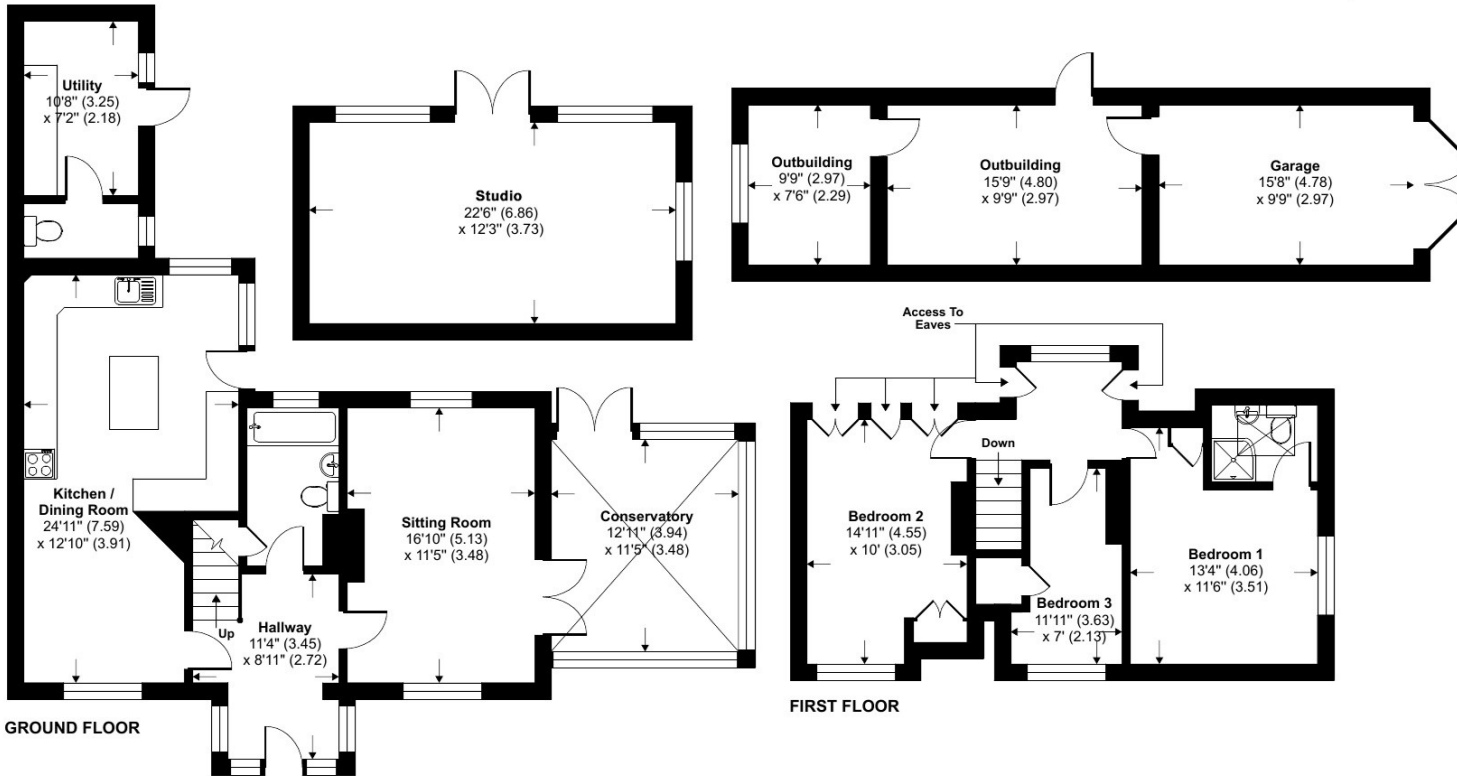 Utility
10'8" (3.25)
x 7'2" (2.18)
Studio
22'6" (6.86)
x 12'3" (3.73)
Outbuilding
9'9" (2.97)
x 7'6" (2.29)
Outbuilding
15'9" (4.80)
x 9'9" (2.97)
Garage
15'8" (4.78)
x 9'9" (2.97)
Kitchen /
Dining Room
24'11" (7.59)
x 12'10" (3.91)
Up
Hallway
11'4" (3.45)
x 8'11" (2.72)
Sitting Room
16'10" (5.13)
x 11'5" (3.48)
Conservatory
12'11" (3.94)
x 11'5" (3.48)
GROUND FLOOR
Access To
Eaves
Down
Bedroom 2
14'11" (4.55)
x 10' (3.05)
Bedroom 3
11'11" (3.63)
x 7' (2.13)
Bedroom 1
13'4" (4.06)
x 11'6" (3.51)
FIRST FLOOR